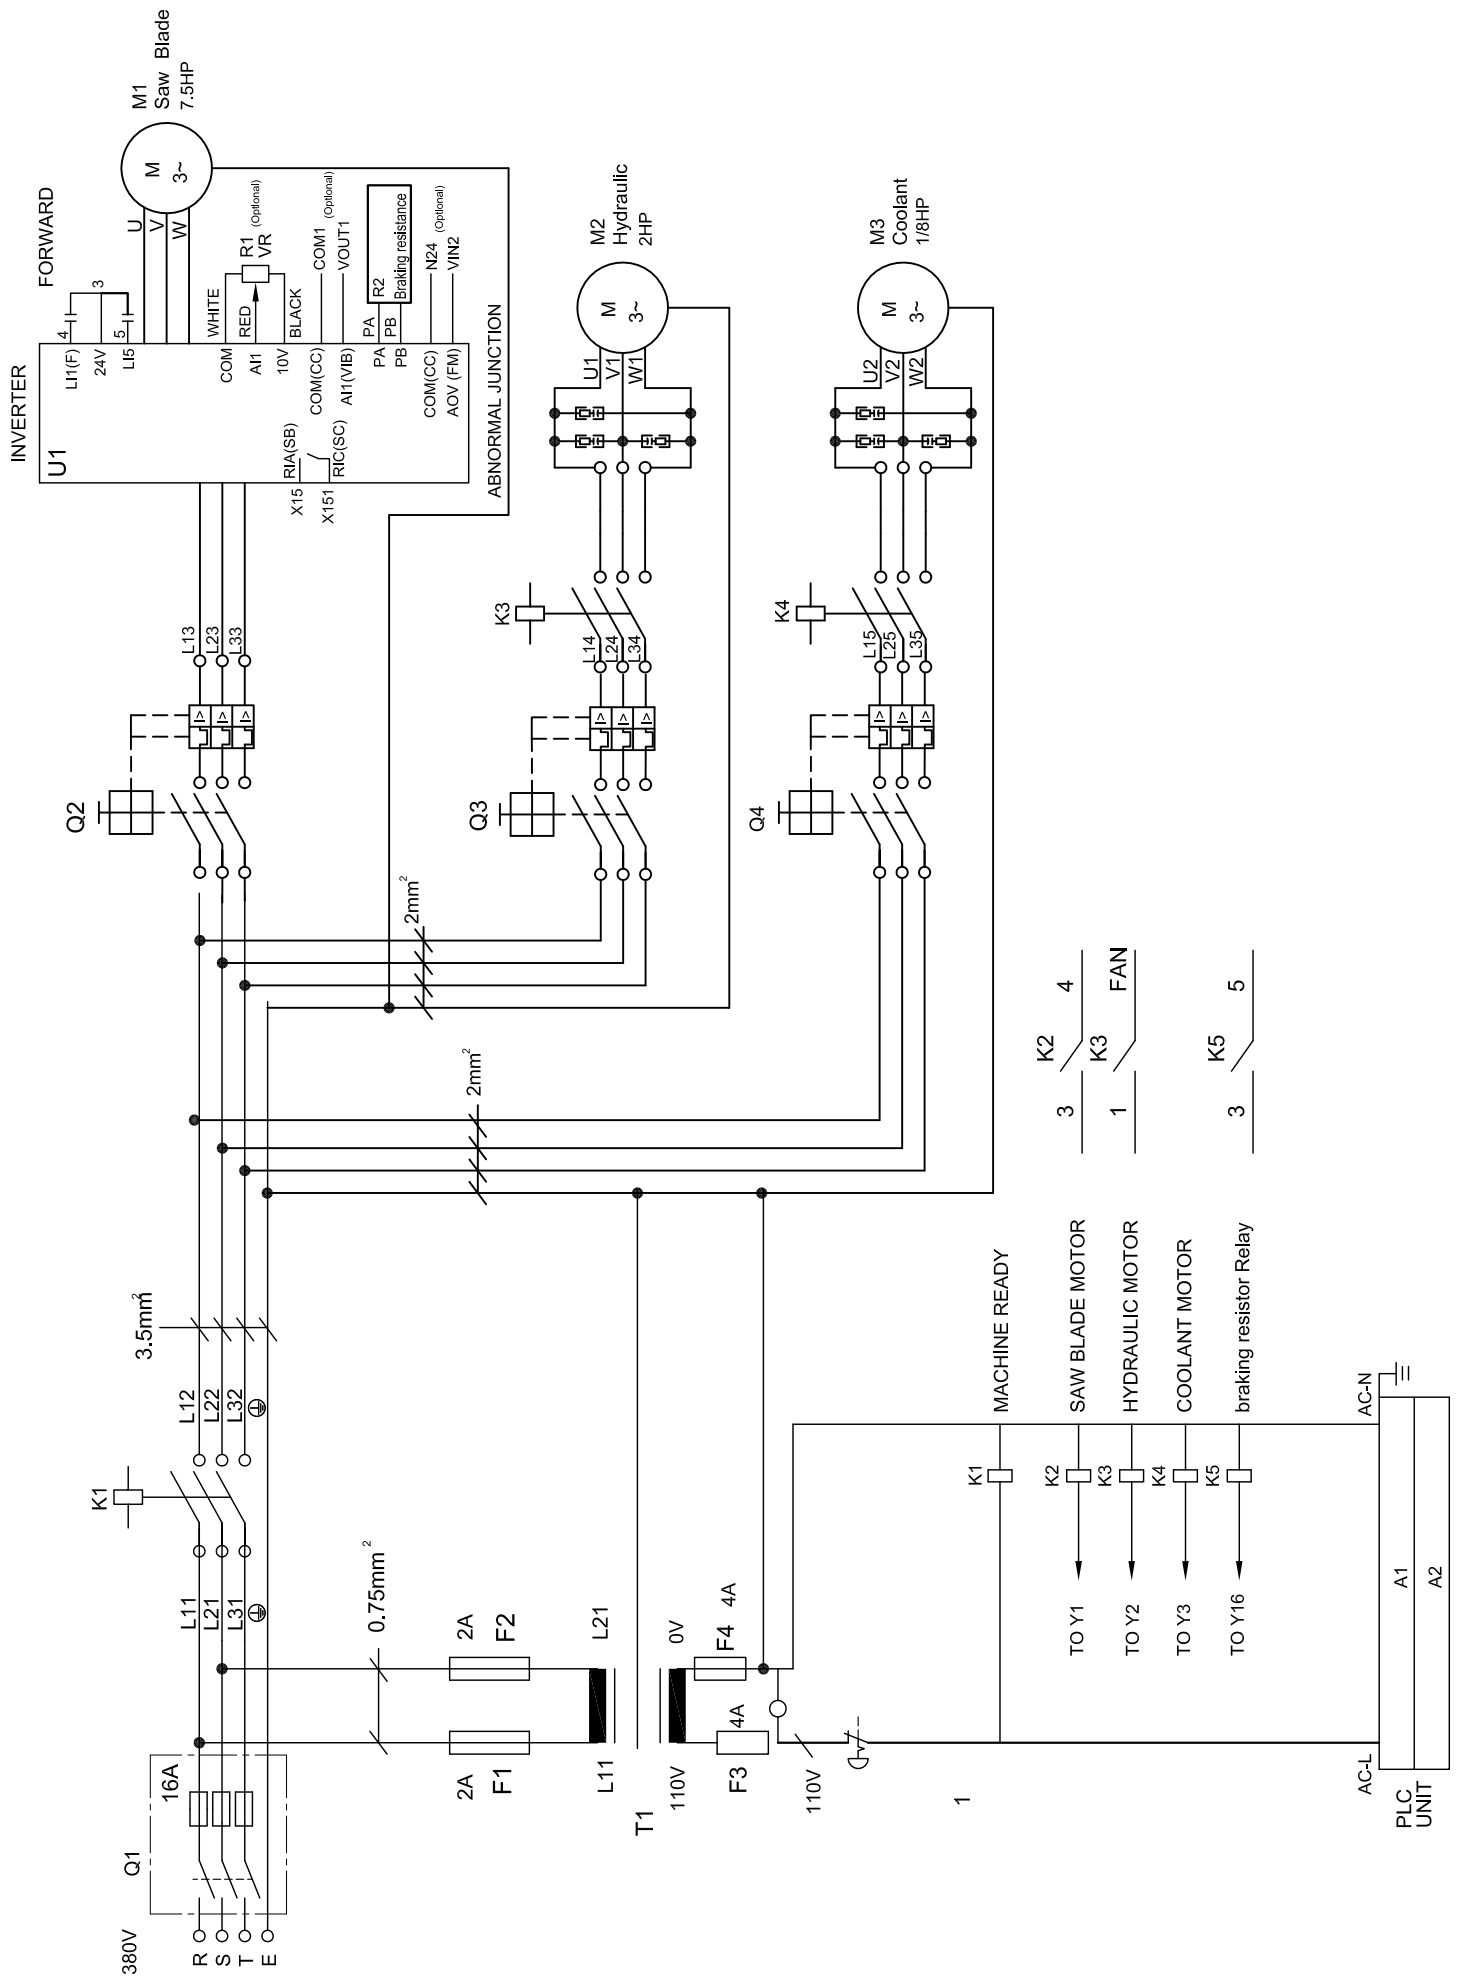 380V
R
S
T
E
Q1
16A
L11
L21
L31
K1
L12
L22
L32
3.5mm²
0.75mm²
2A
F1
2A
F2
L11
L21
T1
110V
0V
F3
4A
F4
4A
110V
1
2mm²
2mm²
Q2
I>
I>
I>
L13
L23
L33
INVERTER
U1
FORWARD
LI1(F)
4
24V
3
LI5
5
U
V
W
M
3~
M1
Saw Blade
7.5HP
COM
WHITE
AI1
RED
10V
BLACK
R1
VR
(Optional)
COM(CC)
COM1
(Optional)
AI1(VIB)
VOUT1
PA
PA
PB
PB
R2
Braking resistance
COM(CC)
N24
(Optional)
AOV (FM)
VIN2
X15
RIA(SB)
X151
RIC(SC)
ABNORMAL JUNCTION
Q3
I>
I>
I>
L14
L24
L34
K3
U1
V1
W1
M
3~
M2
Hydraulic
2HP
Q4
I>
I>
I>
L15
L25
L35
K4
U2
V2
W2
M
3~
M3
Coolant
1/8HP
K1
MACHINE READY
TO Y1
K2
SAW BLADE MOTOR
3
K2
4
TO Y2
K3
HYDRAULIC MOTOR
1
K3
FAN
TO Y3
K4
COOLANT MOTOR
TO Y16
K5
braking resistor Relay
3
K5
5
AC-L
AC-N
PLC
UNIT
A1
A2